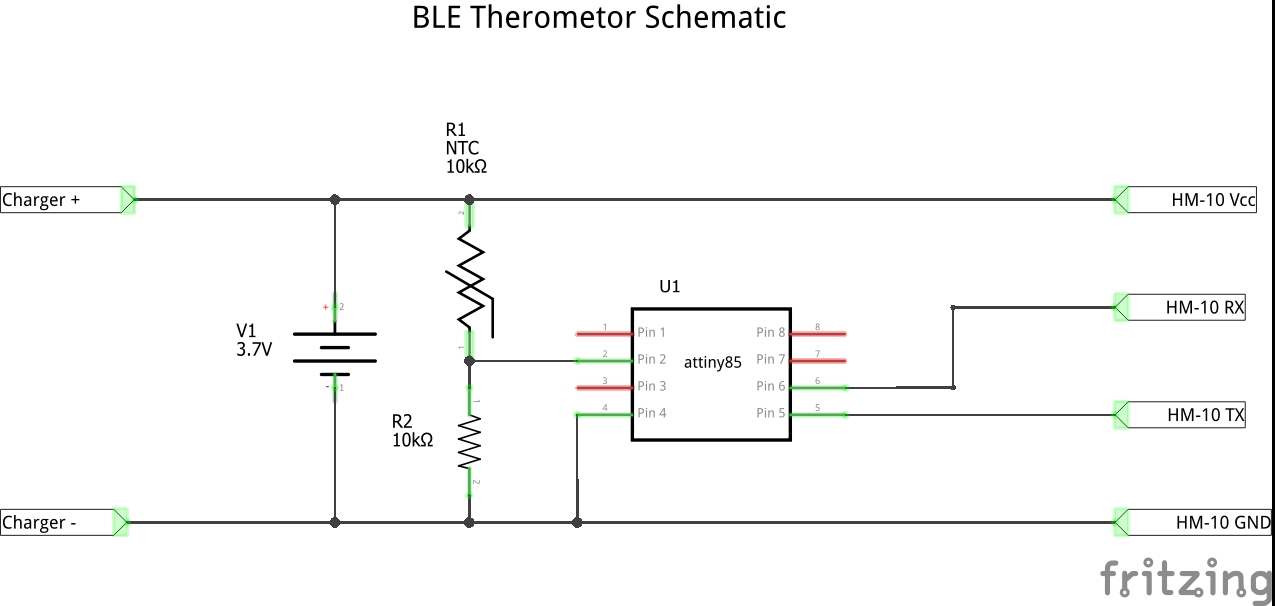 BLE Therometor Schematic
R1
NTC
10kΩ
Charger +
HM-10 Vcc
2
U1
+ 2
HM-10 RX
V1
3.7V
1 Pin 1 Pin 8 8
1
2 Pin 2 attiny85 Pin 7 7
- 1
3 Pin 3 Pin 6 6
1
R2
10kΩ
4 Pin 4 Pin 5 5
HM-10 TX
2
Charger -
HM-10 GND
fritzing